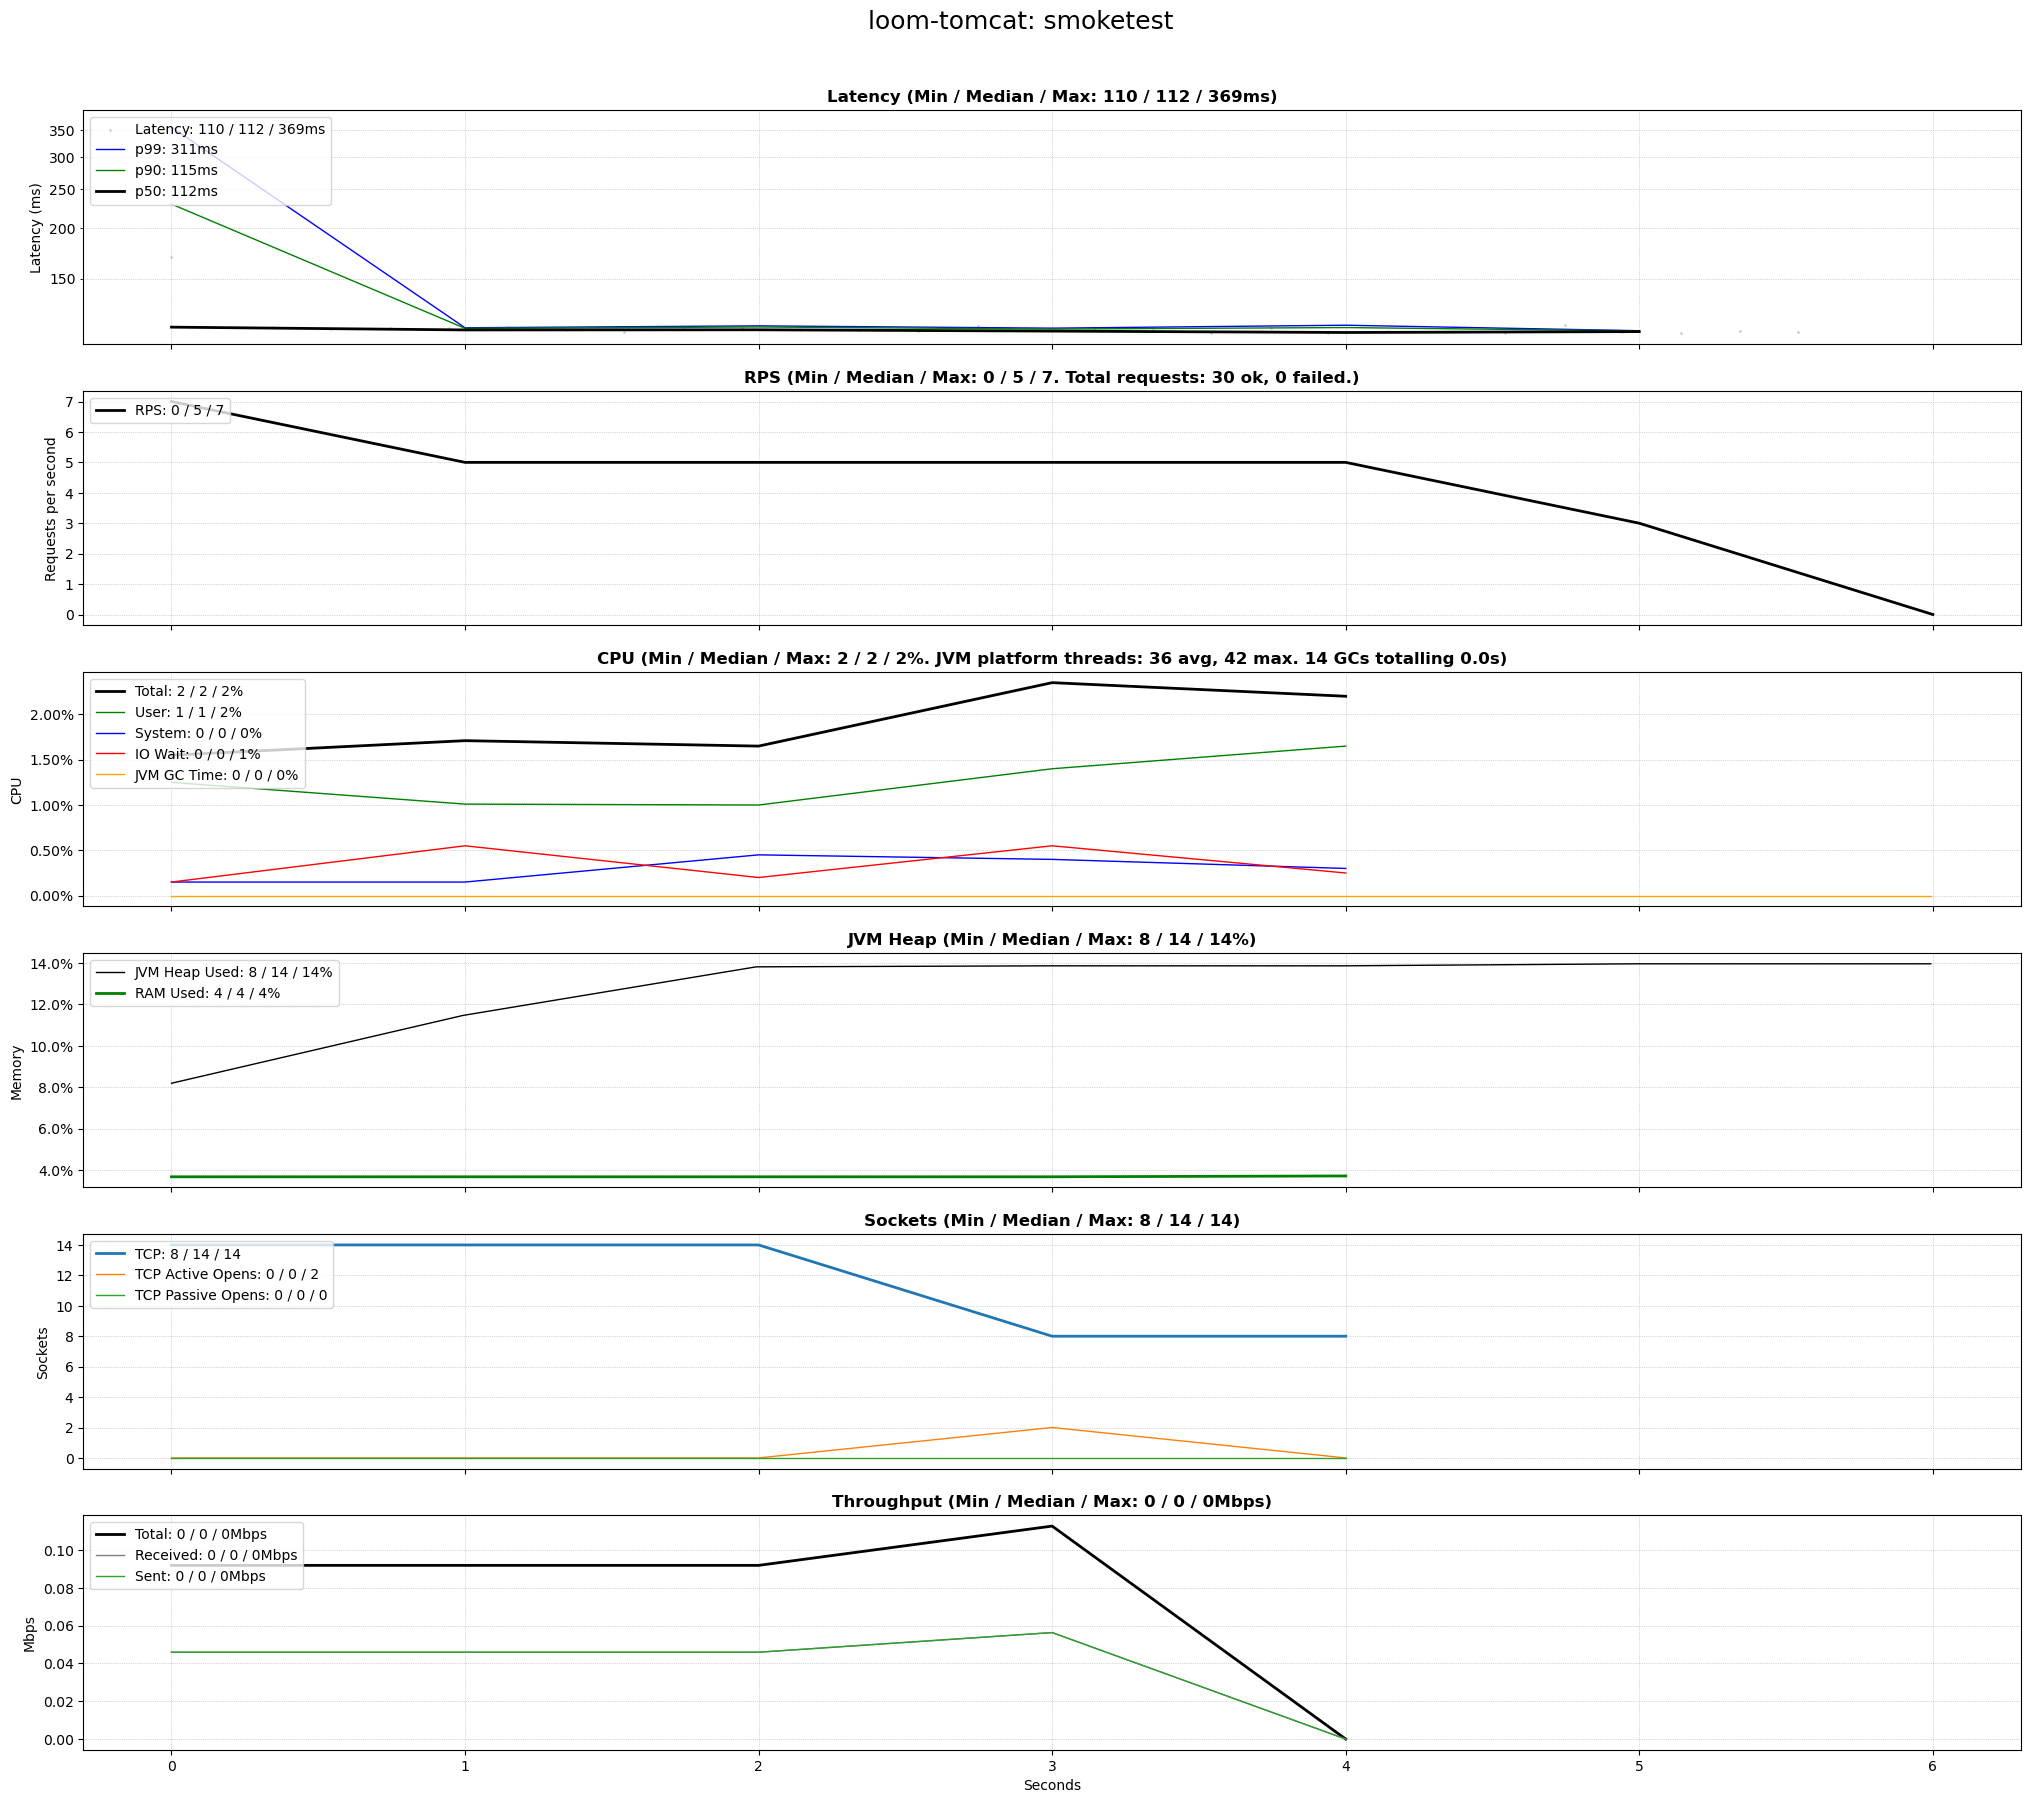 loom-tomcat: smoketest
Latency (Min / Median / Max: 110 / 112 / 369ms)
Latency: 110 / 112 / 369ms
p99: 311ms
p90: 115ms
p50: 112ms
350
300
250
200
150
Latency (ms)
RPS (Min / Median / Max: 0 / 5 / 7. Total requests: 30 ok, 0 failed.)
RPS: 0 / 5 / 7
7
6
5
4
3
2
1
0
Requests per second
CPU (Min / Median / Max: 2 / 2 / 2%. JVM platform threads: 36 avg, 42 max. 14 GCs totalling 0.0s)
Total: 2 / 2 / 2%
User: 1 / 1 / 2%
System: 0 / 0 / 0%
IO Wait: 0 / 0 / 1%
JVM GC Time: 0 / 0 / 0%
2.00%
1.50%
1.00%
0.50%
0.00%
CPU
JVM Heap (Min / Median / Max: 8 / 14 / 14%)
JVM Heap Used: 8 / 14 / 14%
RAM Used: 4 / 4 / 4%
14.0%
12.0%
10.0%
8.0%
6.0%
4.0%
Memory
Sockets (Min / Median / Max: 8 / 14 / 14)
TCP: 8 / 14 / 14
TCP Active Opens: 0 / 0 / 2
TCP Passive Opens: 0 / 0 / 0
14
12
10
8
6
4
2
0
Sockets
Throughput (Min / Median / Max: 0 / 0 / 0Mbps)
Total: 0 / 0 / 0Mbps
Received: 0 / 0 / 0Mbps
Sent: 0 / 0 / 0Mbps
0.10
0.08
0.06
0.04
0.02
0.00
Mbps
0 1 2 3 4 5 6
Seconds